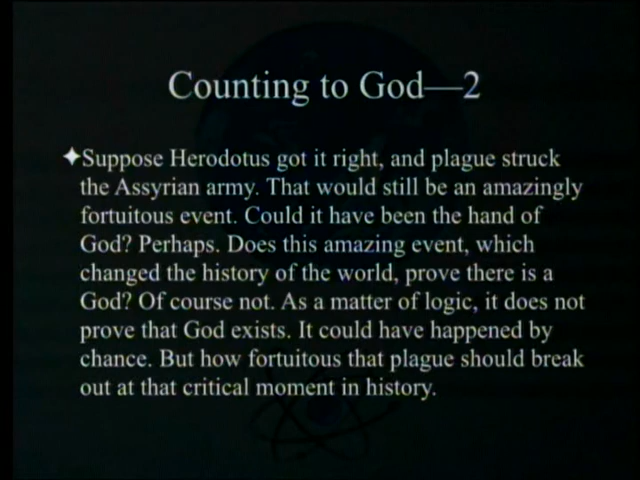 Counting to God—2
✦Suppose Herodotus got it right, and plague struck
the Assyrian army. That would still be an amazingly
fortuitous event. Could it have been the hand of
God? Perhaps. Does this amazing event, which
changed the history of the world, prove there is a
God? Of course not. As a matter of logic, it does not
prove that God exists. It could have happened by
chance. But how fortuitous that plague should break
out at that critical moment in history.